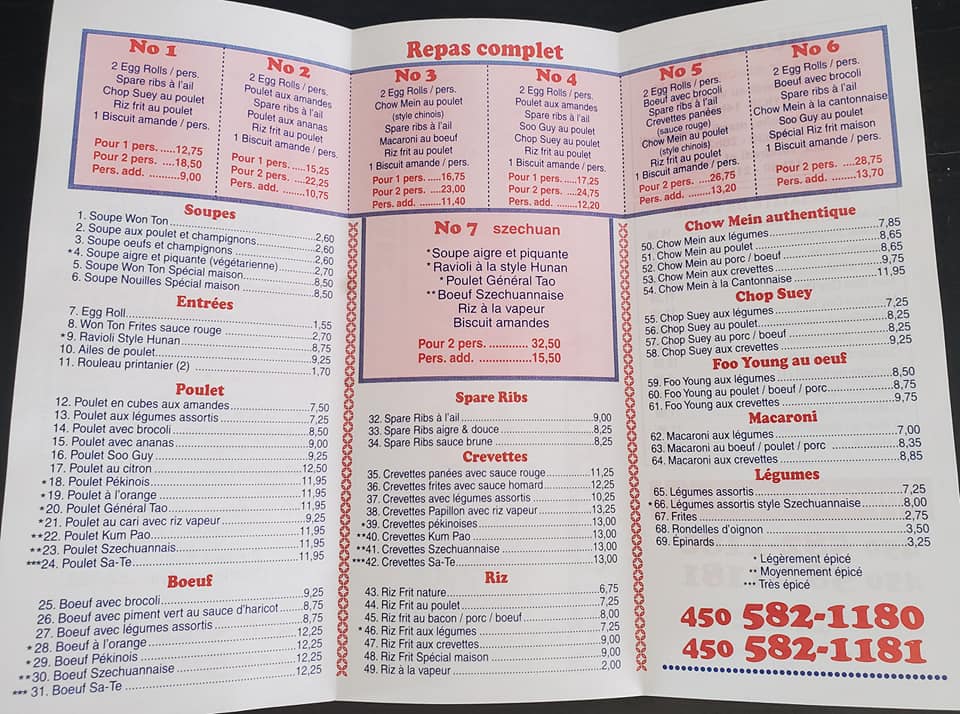 Repas complet
No 1
2 Egg Rolls / pers.
Spare ribs à l'ail
Chop Suey au poulet
Riz frit au poulet
1 Biscuit amande / pers.
Pour 1 pers. .....12,75
Pour 2 pers. .....18,50
Pers. add. ..........9,00
No 2
2 Egg Rolls / pers.
Poulet aux amandes
Spare ribs à l'ail
Poulet aux ananas
Riz frit au poulet
1 Biscuit amande / pers.
Pour 1 pers. .....15,25
Pour 2 pers. .....22,25
Pers. add. ........10,75
No 3
2 Egg Rolls / pers.
Chow Mein au poulet
(style chinois)
Spare ribs à l'ail
Macaroni au boeuf
Riz frit au poulet
1 Biscuit amande / pers.
Pour 1 pers. .....16,75
Pour 2 pers. .....23,00
Pers. add. ........11,40
No 4
2 Egg Rolls / pers.
Poulet aux amandes
Spare ribs à l'ail
Soo Guy au poulet
Chop Suey au poulet
Riz frit au poulet
1 Biscuit amande / pers.
Pour 1 pers. .....17,25
Pour 2 pers. .....24,75
Pers. add. ........12,20
No 5
2 Egg Rolls / pers.
Boeuf avec brocoli
Spare ribs à l'ail
Crevettes panées
(sauce rouge)
Chow Mein au poulet
(style chinois)
Riz frit au poulet
1 Biscuit amande / pers.
Pour 2 pers. ....26,75
Pers. add. .......13,20
No 6
2 Egg Rolls / pers.
Boeuf avec brocoli
Spare ribs à l'ail
Chow Mein à la cantonnaise
Soo Guy au poulet
Spécial Riz frit maison
1 Biscuit amande / pers.
Pour 2 pers. ....28,75
Pers. add. .......13,70
Soupes
1. Soupe Won Ton ....2,60
2. Soupe aux poulet et champignons ....2,60
3. Soupe oeufs et champignons ....2,60
*4. Soupe aigre et piquante (végétarienne) ....2,70
5. Soupe Won Ton Spécial maison ....8,50
6. Soupe Nouilles Spécial maison ....8,50
Entrées
7. Egg Roll ....1,55
8. Won Ton Frites sauce rouge ....2,70
*9. Ravioli Style Hunan ....8,75
10. Ailes de poulet ....9,25
11. Rouleau printanier (2) ....1,70
Poulet
12. Poulet en cubes aux amandes ....7,50
13. Poulet aux légumes assortis ....7,25
14. Poulet avec brocoli ....8,50
15. Poulet avec ananas ....9,00
16. Poulet Soo Guy ....9,25
17. Poulet au citron ....12,50
*18. Poulet Pékinois ....11,95
*19. Poulet à l'orange ....11,95
*20. Poulet Général Tao ....11,95
*21. Poulet au cari avec riz vapeur ....9,25
**22. Poulet Kum Pao ....11,95
**23. Poulet Szechuannais ....11,95
***24. Poulet Sa-Te ....11,95
Boeuf
25. Boeuf avec brocoli ....9,25
26. Boeuf avec piment vert au sauce d'haricot ....8,75
27. Boeuf avec légumes assortis ....8,75
*28. Boeuf à l'orange ....12,25
*29. Boeuf Pékinois ....12,25
**30. Boeuf Szechuannaise ....12,25
***31. Boeuf Sa-Te ....12,25
No 7 szechuan
*Soupe aigre et piquante
*Ravioli à la style Hunan
*Poulet Général Tao
**Boeuf Szechuannaise
Riz à la vapeur
Biscuit amandes
Pour 2 pers. ........ 32,50
Pers. add. ............15,50
Spare Ribs
32. Spare Ribs à l'ail ....9,00
33. Spare Ribs aigre & douce ....8,25
34. Spare Ribs sauce brune ....8,25
Crevettes
35. Crevettes panées avec sauce rouge ....11,25
36. Crevettes frites avec sauce homard ....12,25
37. Crevettes avec légumes assortis ....10,25
38. Crevettes Papillon avec riz vapeur ....13,25
*39. Crevettes pékinoises ....13,00
**40. Crevettes Kum Pao ....13,00
**41. Crevettes Szechuannaise ....13,00
***42. Crevettes Sa-Te ....13,00
Riz
43. Riz Frit nature ....6,75
44. Riz Frit au poulet ....7,25
45. Riz frit au bacon / porc / boeuf ....8,00
*46. Riz Frit aux légumes ....7,25
47. Riz Frit aux crevettes ....9,00
48. Riz Frit Spécial maison ....9,00
49. Riz à la vapeur ....2,00
Chow Mein authentique
50. Chow Mein aux légumes ....7,85
51. Chow Mein au poulet ....8,65
52. Chow Mein au porc / boeuf ....8,65
53. Chow Mein aux crevettes ....9,75
54. Chow Mein à la Cantonnaise ....11,95
Chop Suey
55. Chop Suey aux légumes ....7,25
56. Chop Suey au poulet ....8,25
57. Chop Suey au porc / boeuf ....8,25
58. Chop Suey aux crevettes ....9,25
Foo Young au oeuf
59. Foo Young aux légumes ....8,50
60. Foo Young au poulet / boeuf / porc ....8,75
61. Foo Young aux crevettes ....9,75
Macaroni
62. Macaroni aux légumes ....7,00
63. Macaroni au boeuf / poulet / porc ....8,35
64. Macaroni aux crevettes ....8,85
Légumes
65. Légumes assortis ....7,25
*66. Légumes assortis style Szechuannaise ....8,00
67. Frites ....2,75
68. Rondelles d'oignon ....3,50
69. Épinards ....3,25
* Légèrement épicé
** Moyennement épicé
*** Très épicé
450 582-1180
450 582-1181